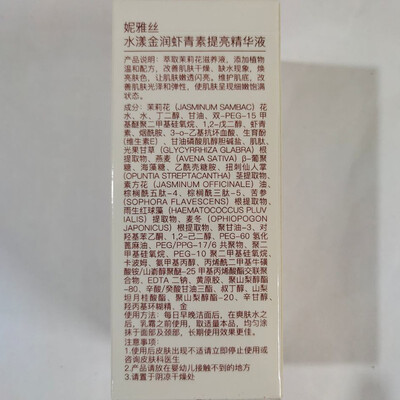 妮雅丝
水漾金润虾青素提亮精华液
产品说明：萃取茉莉花滋养液、添加植物
温和配方、改善肌肤干燥、缺水现象、焕
亮肤色、让肌肤嫩透闪亮。维护肌底、改
善肌肤光泽和弹性、使肌肤呈现细嫩饱
满状态。
成分：茉莉花 (JASMINUM SAMBAC) 花
水、水、丁二醇、甘油、双-PEG-15 甲
基醚聚二甲基硅氧烷、1,2-戊二醇、虾青
素、烟酰胺、3-o-乙基抗坏血酸、生育酚
(维生素E) 、甘油磷酸肌醇胆碱盐、肌肽、
光果甘草 (GLYCYRRHIZA GLABRA) 根
提取物、燕麦 (AVENA SATIVA) β-葡聚
糖、海藻糖、乙酰壳糖胺、扭刺仙人掌
(OPUNTIA STREPTACANTHA) 茎提取物、
素方花 (JASMINUM OFFICINALE) 油、
棕榈酰五肽-4、棕榈酰三肽-5、苦参
(SOPHORA FLAVESCENS) 根提取物、
雨生红球藻 (HAEMATOCOCCUS PLUV
IALIS) 提取物、麦冬 (OPHIOPOGON
JAPONICUS) 根提取物、聚甘油-3、对
羟基苯乙酮、1,2-己二醇、PEG-60 氢化
蓖麻油、PEG/PPG-17/6 共聚物、聚二
甲基硅氧烷、PEG-10 聚二甲基硅氧烷、
卡波姆、氨甲基丙醇、丙烯酰二甲基牛磺
酸铵/山嵛醇聚醚-25 甲基丙烯酸酯交联聚
合物、EDTA 二钠、黄原胶、聚山梨醇酯
-80、辛酸/癸酸甘油三酯、叔丁醇、山梨
坦月桂酸酯、聚山梨醇酯-20、辛甘醇、
羟丙基环糊精、金
使用方法：每日早晚洁面后、在爽肤水之
后、乳霜之前使用、取适量本品、均匀涂
抹于面部及颈部、长期使用效果更佳。
注意事项：
1.使用后皮肤出现不适请立即停止使用或
咨询皮肤科医生
2.产品请放在婴幼儿接触不到的地方
3.请置于阴凉干燥处